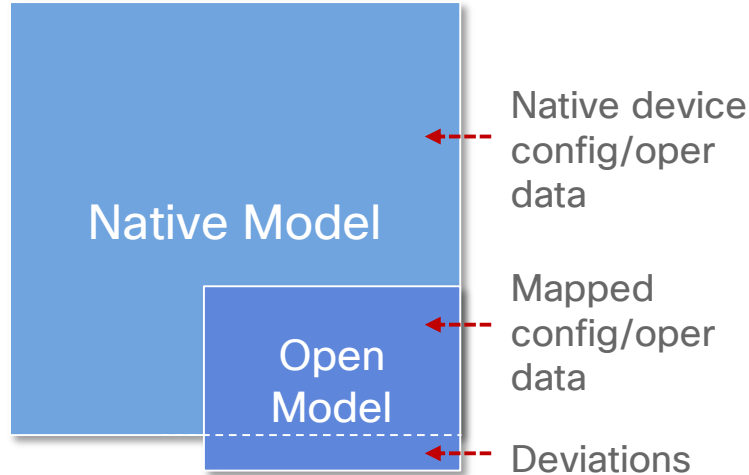 Native Model
Native device
config/oper
data
Open
Model
Mapped
config/oper
data
Deviations